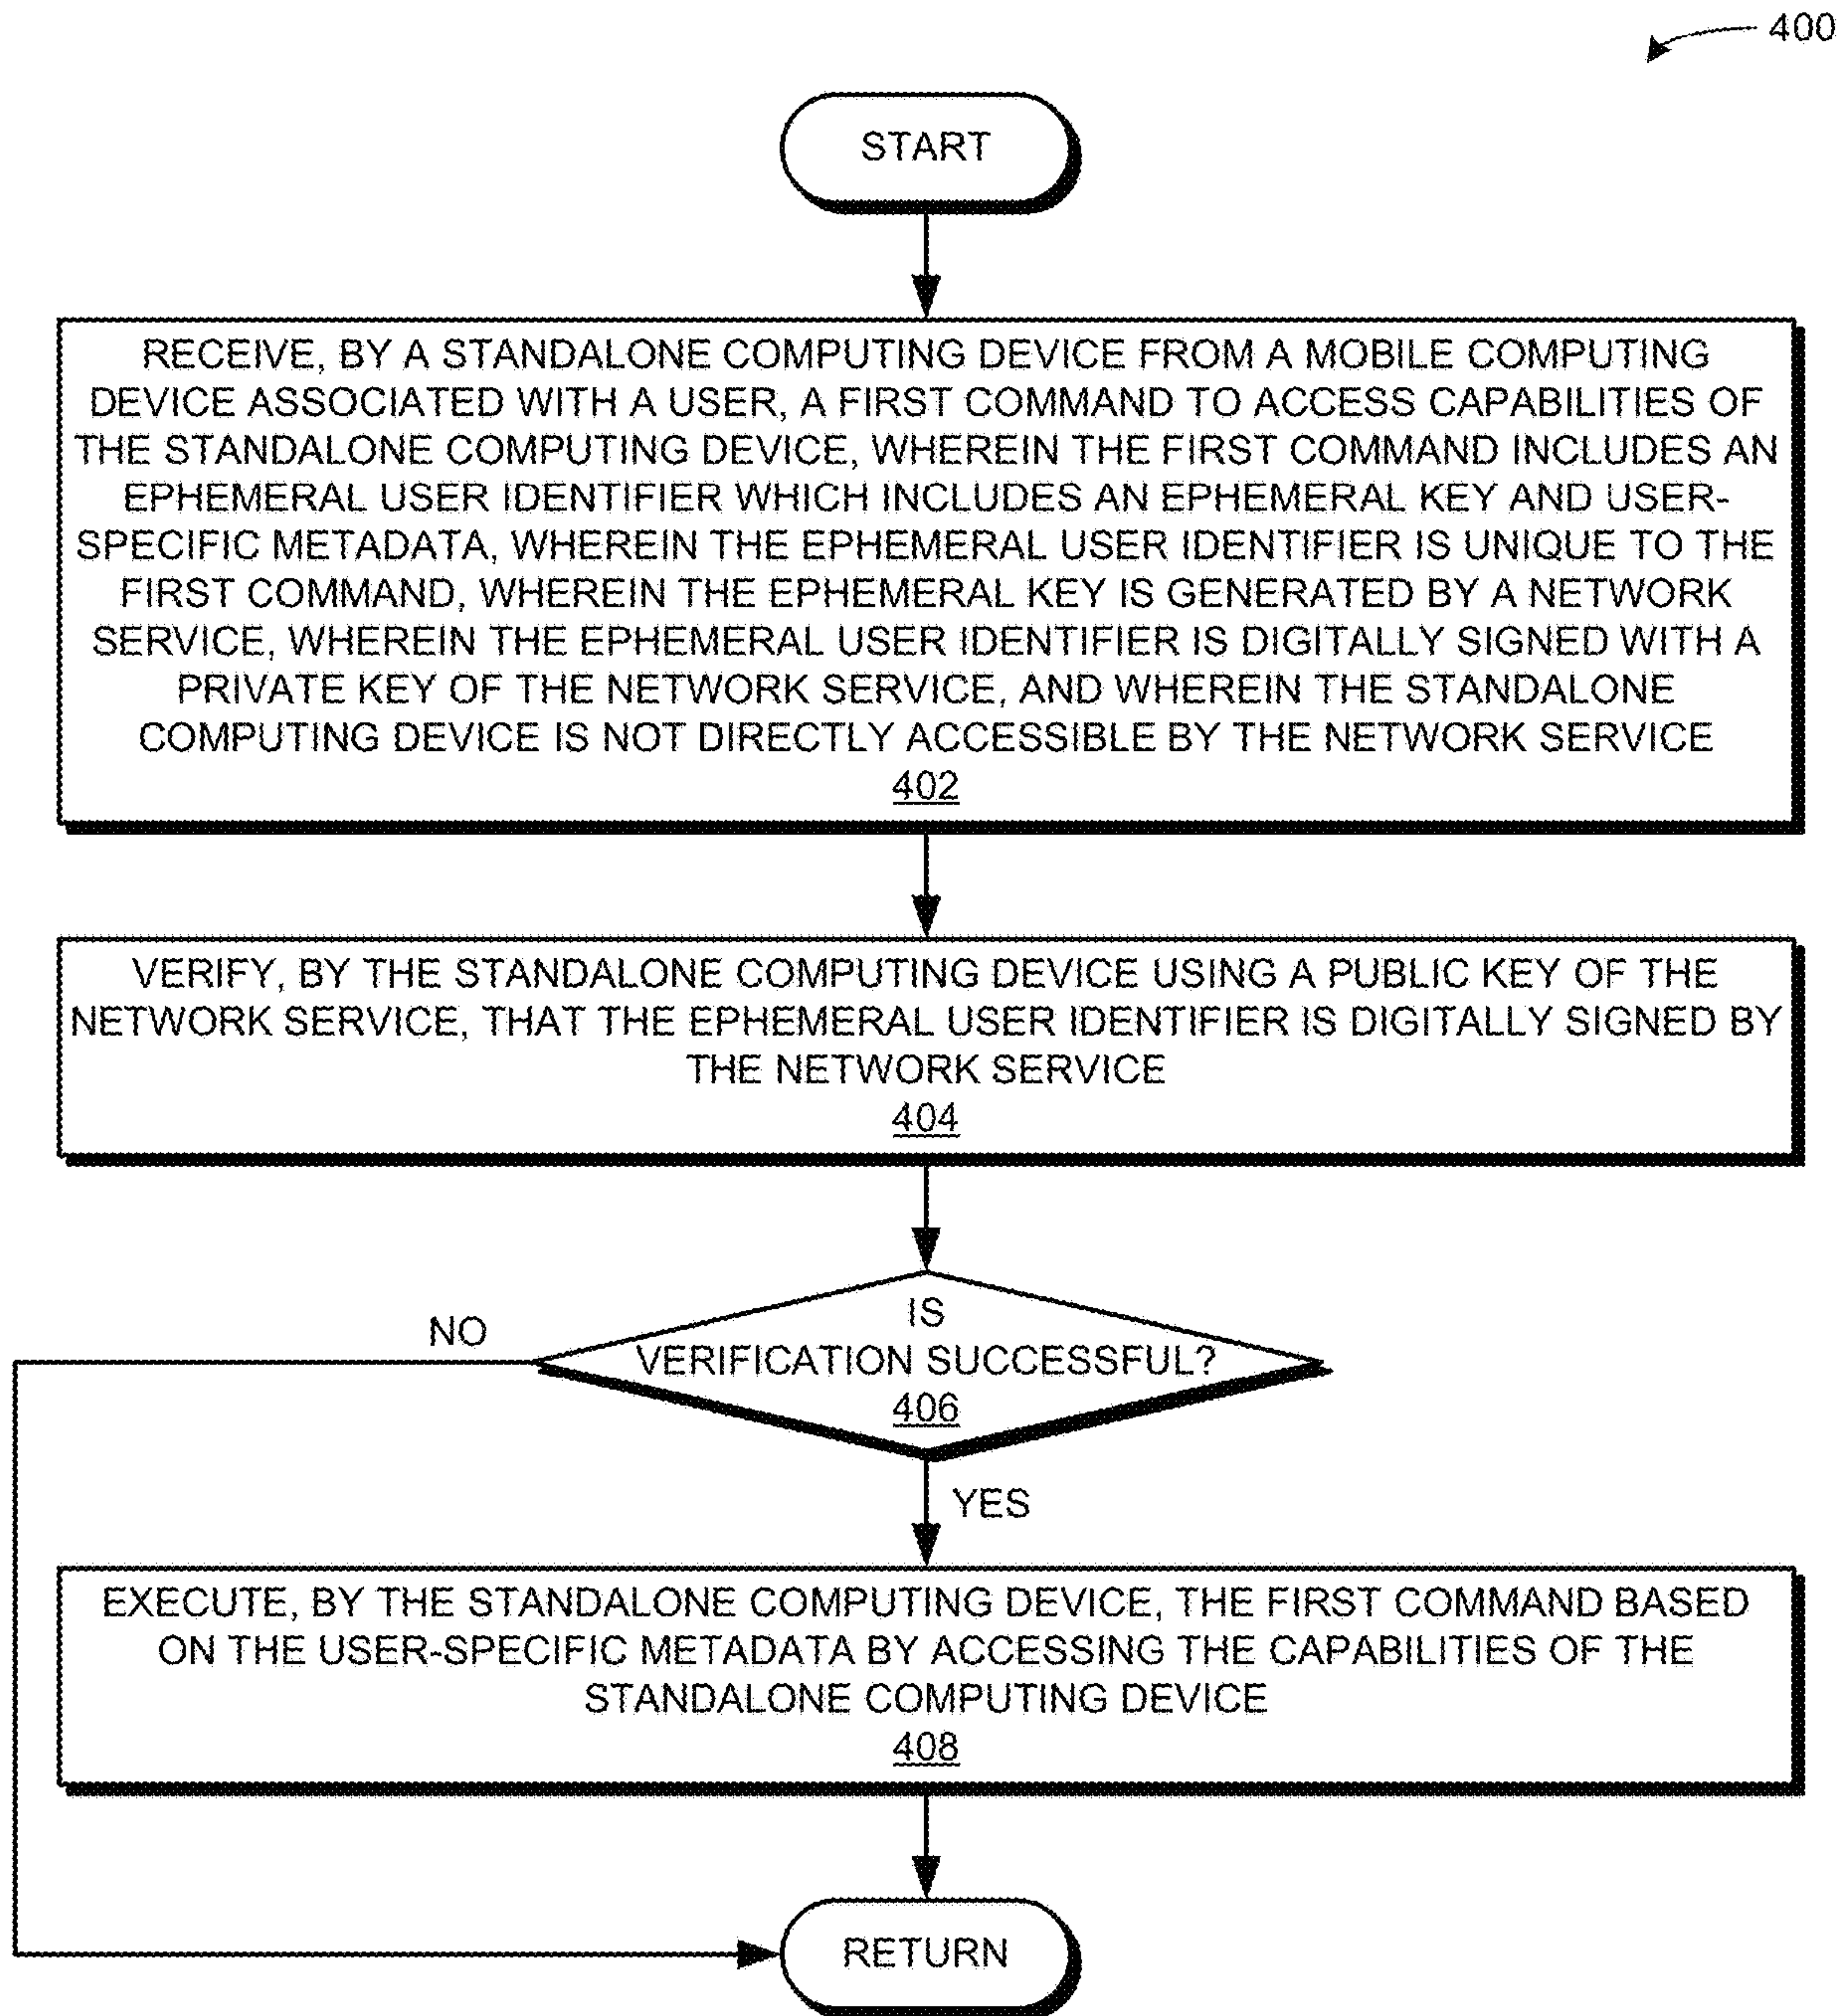 400
START
RECEIVE, BY A STANDALONE COMPUTING DEVICE FROM A MOBILE COMPUTING
DEVICE ASSOCIATED WITH A USER, A FIRST COMMAND TO ACCESS CAPABILITIES OF
THE STANDALONE COMPUTING DEVICE, WHEREIN THE FIRST COMMAND INCLUDES AN
EPHEMERAL USER IDENTIFIER WHICH INCLUDES AN EPHEMERAL KEY AND USER-
SPECIFIC METADATA, WHEREIN THE EPHEMERAL USER IDENTIFIER IS UNIQUE TO THE
FIRST COMMAND, WHEREIN THE EPHEMERAL KEY IS GENERATED BY A NETWORK
SERVICE, WHEREIN THE EPHEMERAL USER IDENTIFIER IS DIGITALLY SIGNED WITH A
PRIVATE KEY OF THE NETWORK SERVICE, AND WHEREIN THE STANDALONE
COMPUTING DEVICE IS NOT DIRECTLY ACCESSIBLE BY THE NETWORK SERVICE
402
VERIFY, BY THE STANDALONE COMPUTING DEVICE USING A PUBLIC KEY OF THE
NETWORK SERVICE, THAT THE EPHEMERAL USER IDENTIFIER IS DIGITALLY SIGNED BY
THE NETWORK SERVICE
404
IS
VERIFICATION SUCCESSFUL?
406
NO
YES
EXECUTE, BY THE STANDALONE COMPUTING DEVICE, THE FIRST COMMAND BASED
ON THE USER-SPECIFIC METADATA BY ACCESSING THE CAPABILITIES OF THE
STANDALONE COMPUTING DEVICE
408
RETURN